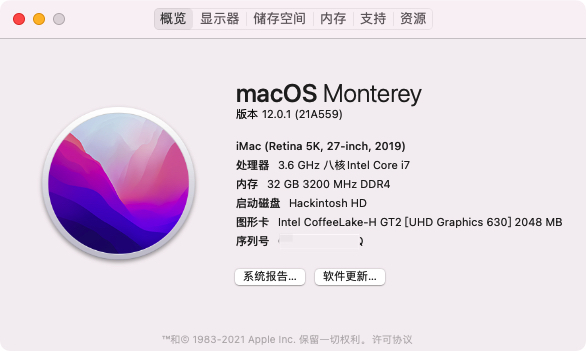 概览 显示器 储存空间 内存 支持 资源
macOS Monterey
版本 12.0.1 (21A559)
iMac (Retina 5K, 27-inch, 2019)
处理器 3.6 GHz 八核Intel Core i7
内存 32 GB 3200 MHz DDR4
启动磁盘 Hackintosh HD
图形卡 Intel CoffeeLake-H GT2 [UHD Graphics 630] 2048 MB
序列号
系统报告... 软件更新...
™和© 1983-2021 Apple Inc. 保留一切权利。许可协议